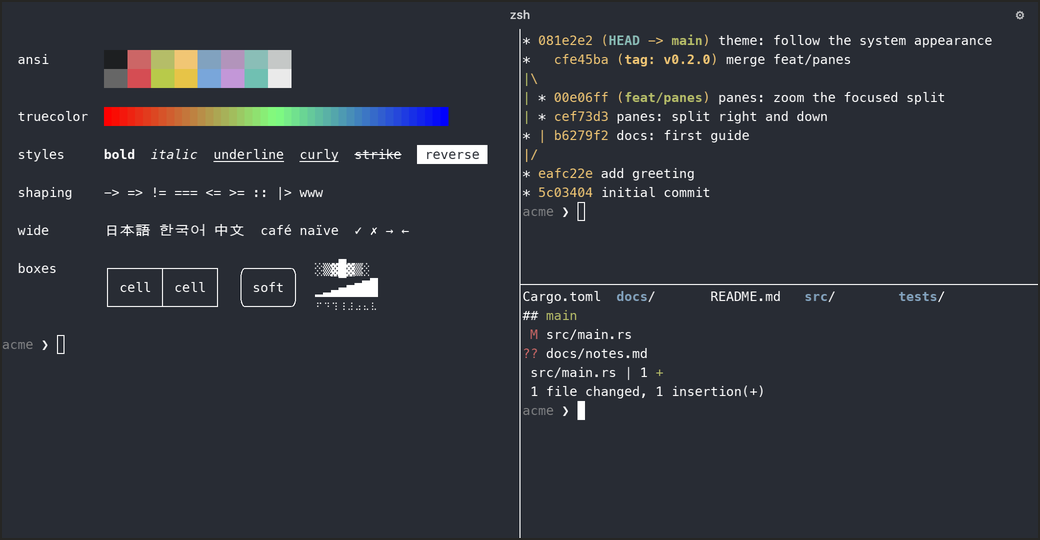 zsh
ansi
truecolor
styles bold italic underline curly strike reverse
shaping −> => != === <= >= :: |> www
wide 日本語 한국어 中文 café naïve ✓ ✗ → ←
boxes
cell cell soft
acme ❯
* 081e2e2 (HEAD −> main) theme: follow the system appearance
*   cfe45ba (tag: v0.2.0) merge feat/panes
|\
| * 00e06ff (feat/panes) panes: zoom the focused split
| * cef73d3 panes: split right and down
* | b6279f2 docs: first guide
|/
* eafc22e add greeting
* 5c03404 initial commit
acme ❯
Cargo.toml  docs/       README.md   src/        tests/
## main
 M src/main.rs
?? docs/notes.md
 src/main.rs | 1 +
 1 file changed, 1 insertion(+)
acme ❯